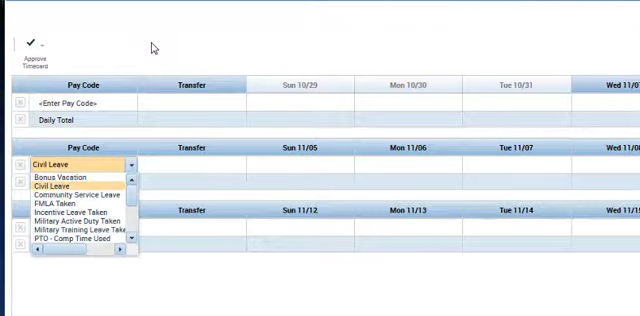 Approve
Timecard
Pay Code Transfer Sun 10/29 Mon 10/30 Tue 10/31 Wed 11/0
<Enter Pay Code>
Daily Total
Pay Code Transfer Sun 11/05 Mon 11/06 Tue 11/07 Wed 11/0
Civil Leave
Bonus Vacation
Civil Leave
Community Service Leave
FMLA Taken
Incentive Leave Taken
Military Active Duty Taken
Military Training Leave Take
PTO - Comp Time Used
Transfer Sun 11/12 Mon 11/13 Tue 11/14 Wed 11/1